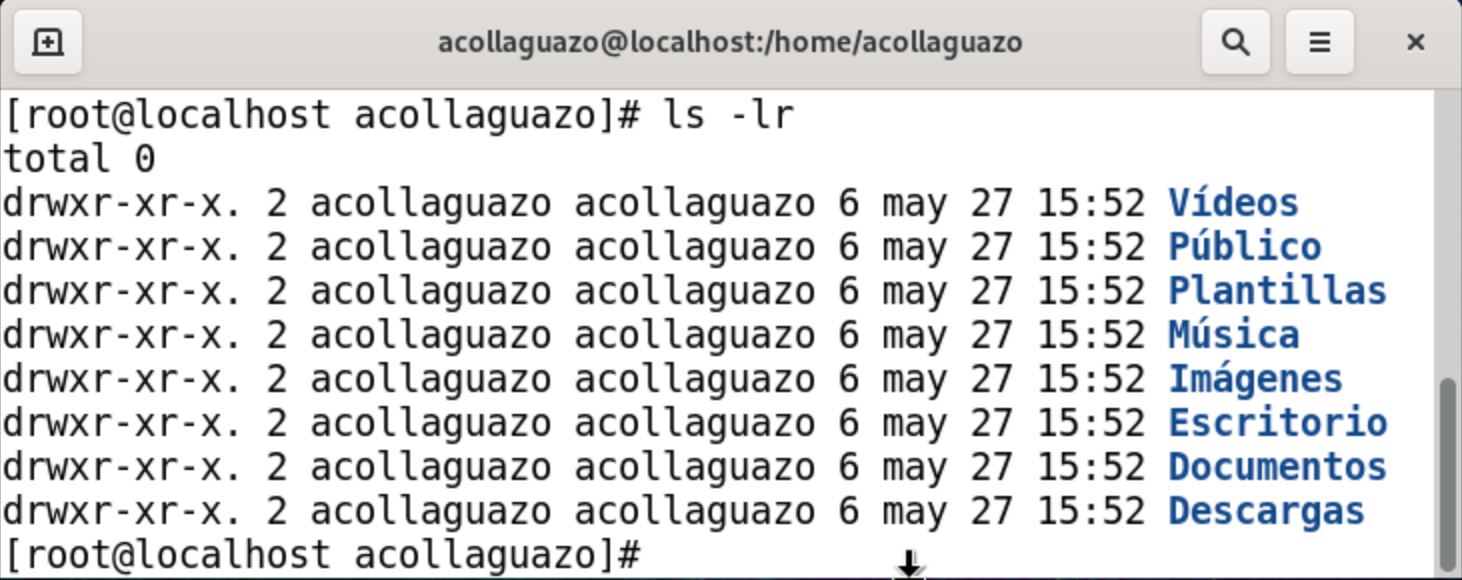 acollaguazo@localhost:/home/acollaguazo
[root@localhost acollaguazo]# ls -lr
total 0
drwxr-xr-x. 2 acollaguazo acollaguazo 6 may 27 15:52 Vídeos
drwxr-xr-x. 2 acollaguazo acollaguazo 6 may 27 15:52 Público
drwxr-xr-x. 2 acollaguazo acollaguazo 6 may 27 15:52 Plantillas
drwxr-xr-x. 2 acollaguazo acollaguazo 6 may 27 15:52 Música
drwxr-xr-x. 2 acollaguazo acollaguazo 6 may 27 15:52 Imágenes
drwxr-xr-x. 2 acollaguazo acollaguazo 6 may 27 15:52 Escritorio
drwxr-xr-x. 2 acollaguazo acollaguazo 6 may 27 15:52 Documentos
drwxr-xr-x. 2 acollaguazo acollaguazo 6 may 27 15:52 Descargas
[root@localhost acollaguazo]#